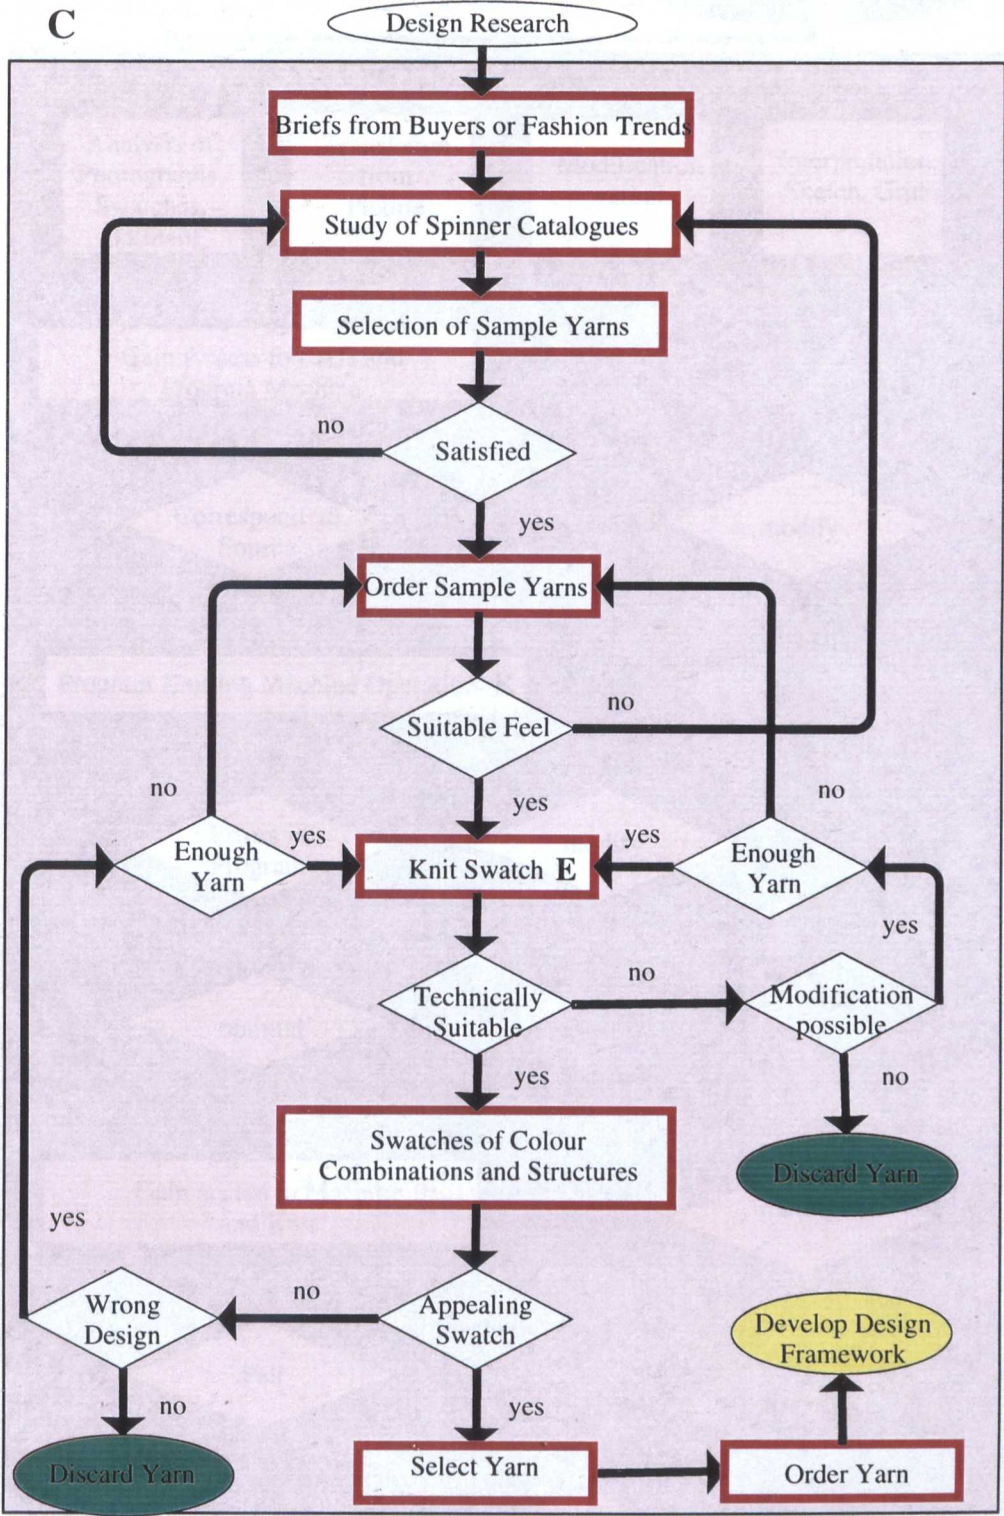 C
Design Research
Briefs from Buyers or Fashion Trends
Study of Spinner Catalogues
Selection of Sample Yarns
no
Satisfied
yes
Order Sample Yarns
Suitable Feel
no
no
yes
no
Enough
Yarn
yes
Knit Swatch E
yes
Enough
Yarn
yes
Technically
Suitable
no
Modification
possible
yes
no
Swatches of Colour
Combinations and Structures
Discard Yarn
yes
Wrong
Design
no
Appealing
Swatch
Develop Design
Framework
no
yes
Discard Yarn
Select Yarn
Order Yarn